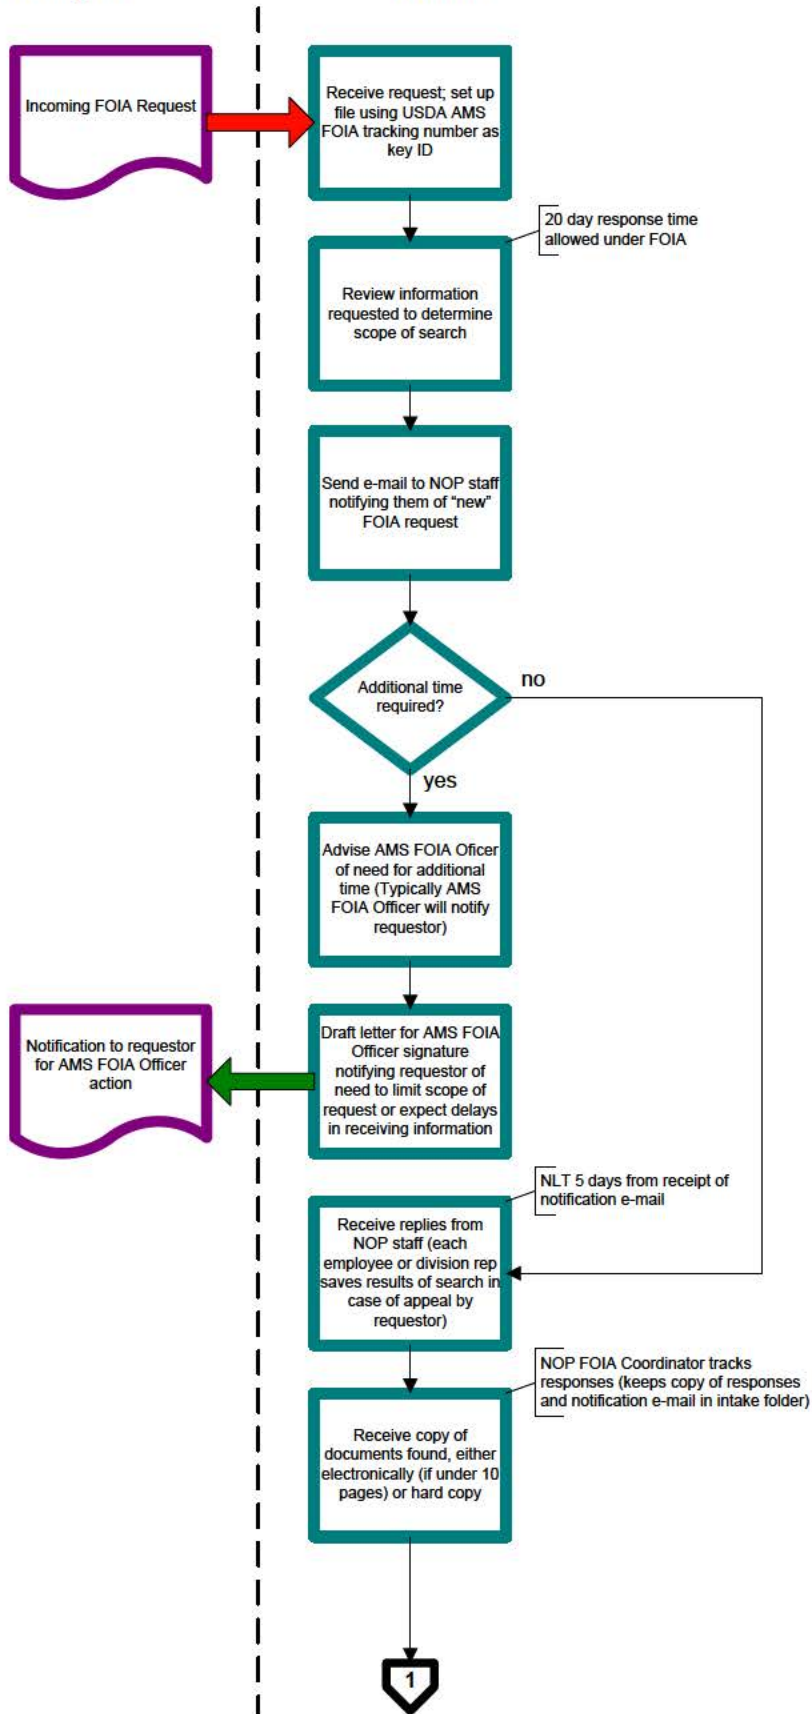 Incoming FOIA Request
Receive request; set up
file using USDA AMS
FOIA tracking number as
key ID
20 day response time
allowed under FOIA
Review information
requested to determine
scope of search
Send e-mail to NOP staff
notifying them of “new”
FOIA request
Additional time
required?
no
yes
Advise AMS FOIA Oficer
of need for additional
time (Typically AMS
FOIA Officer will notify
requestor)
Notification to requestor
for AMS FOIA Officer
action
Draft letter for AMS FOIA
Officer signature
notifying requestor of
need to limit scope of
request or expect delays
in receiving information
NLT 5 days from receipt of
notification e-mail
Receive replies from
NOP staff (each
employee or division rep
saves results of search in
case of appeal by
requestor)
NOP FOIA Coordinator tracks
responses (keeps copy of responses
and notification e-mail in intake folder)
Receive copy of
documents found, either
electronically (if under 10
pages) or hard copy
1